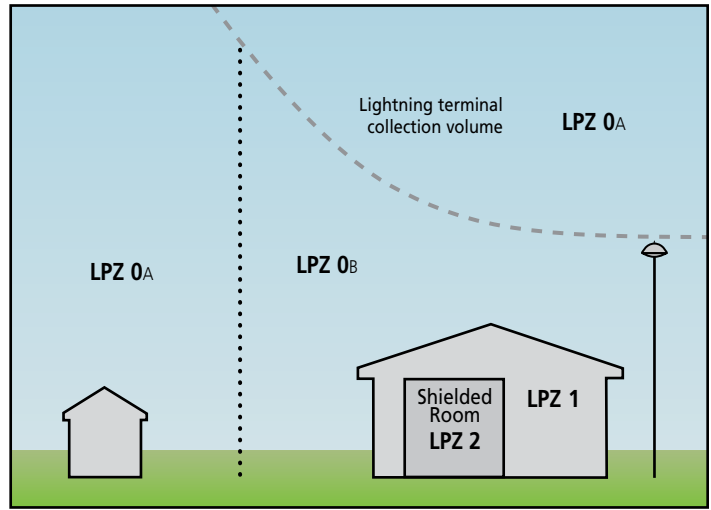 Lightning terminal
collection volume
LPZ 0A
LPZ 0A
LPZ 0B
Shielded
Room
LPZ 2
LPZ 1